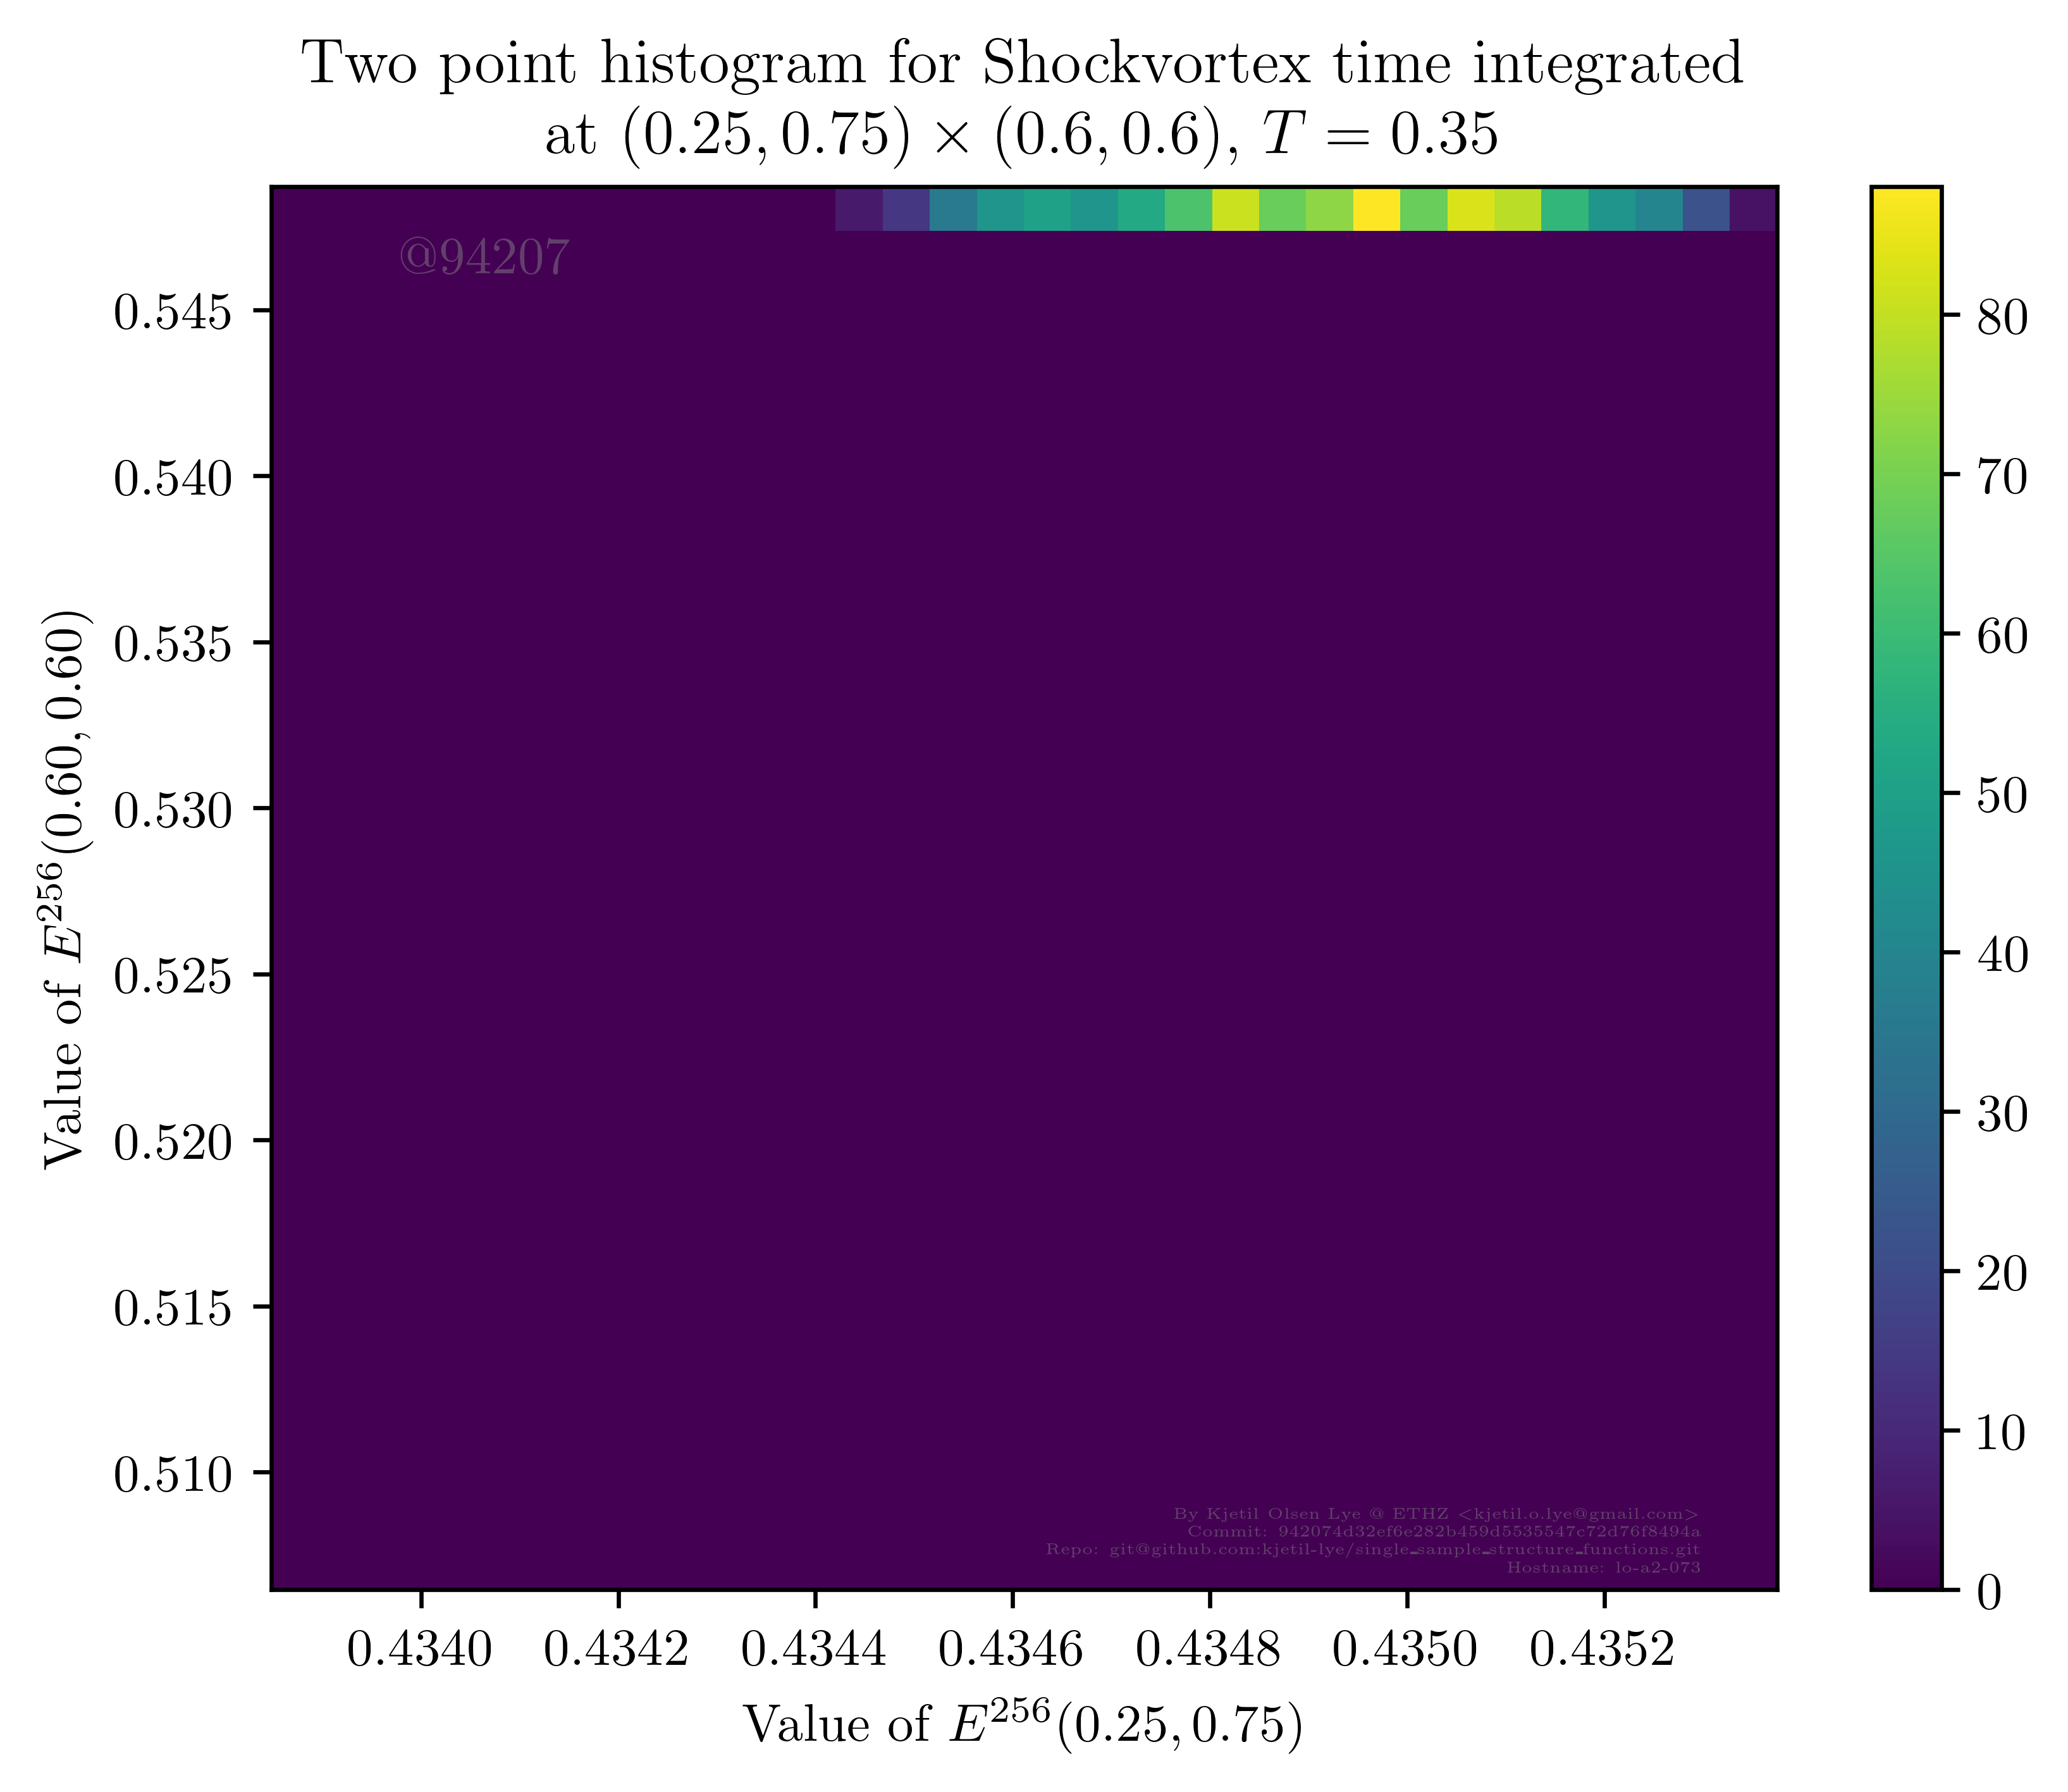 Two point histogram for Shockvortex time integrated
at (0.25, 0.75) × (0.6, 0.6), T = 0.35
@94207
0.545
0.540
0.535
0.530
0.525
0.520
0.515
0.510
Value of E^256(0.60, 0.60)
80
70
60
50
40
30
20
10
0
By Kjetil Olsen Lye @ ETHZ <kjetil.o.lye@gmail.com>
Commit: 942074d32ef6e282b459d5535547c72d76f8494a
Repo: git@github.com:kjetil-lye/single_sample_structure_functions.git
Hostname: lo-a2-073
0.4340 0.4342 0.4344 0.4346 0.4348 0.4350 0.4352
Value of E^256(0.25, 0.75)